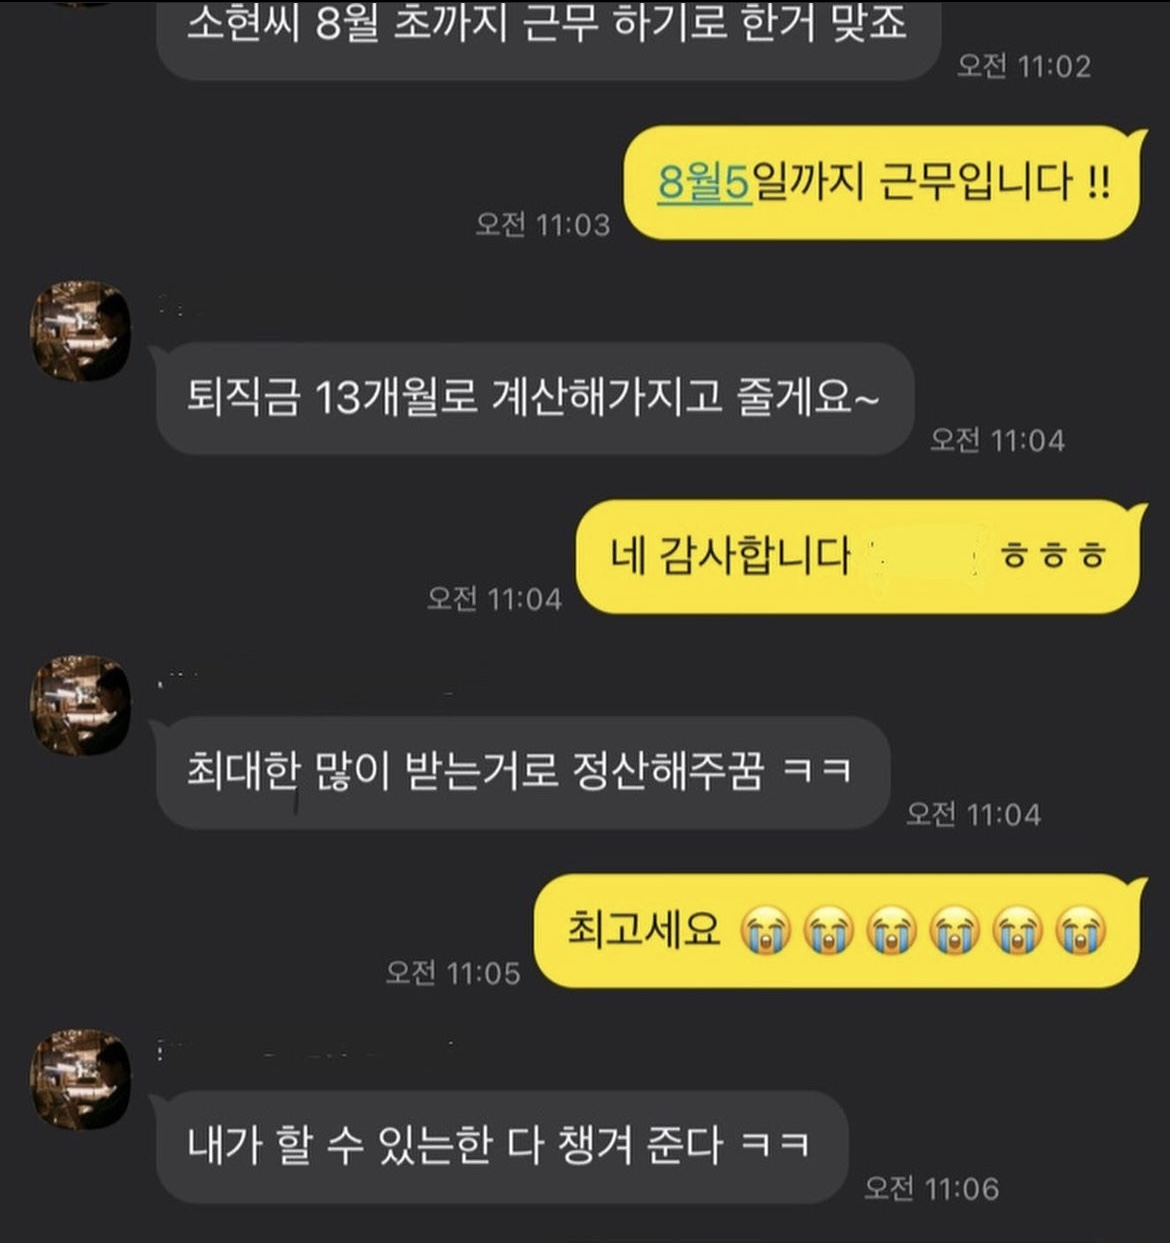 소현씨 8월 초까지 근무 하기로 한거 맞죠
오전 11:02
8월5일까지 근무입니다 !!
오전 11:03
퇴직금 13개월로 계산해가지고 줄게요~
오전 11:04
네 감사합니다 ㅎㅎㅎ
오전 11:04
최대한 많이 받는거로 정산해주꿈 ㅋㅋ
오전 11:04
최고세요 😭😭😭😭😭😭
오전 11:05
내가 할 수 있는한 다 챙겨 준다 ㅋㅋ
오전 11:06